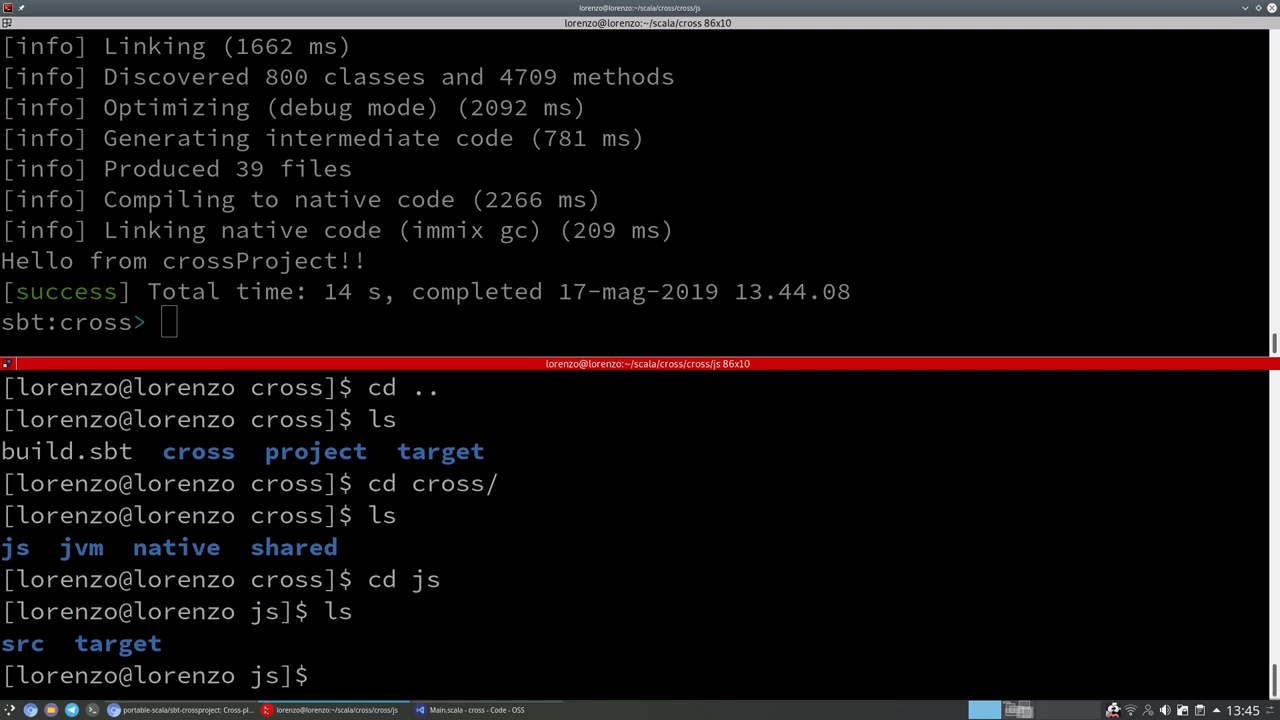 lorenzo@lorenzo:~/scala/cross/cross/js
lorenzo@lorenzo:~/scala/cross 86x10
[info] Linking (1662 ms)
[info] Discovered 800 classes and 4709 methods
[info] Optimizing (debug mode) (2092 ms)
[info] Generating intermediate code (781 ms)
[info] Produced 39 files
[info] Compiling to native code (2266 ms)
[info] Linking native code (immix gc) (209 ms)
Hello from crossProject!!
[success] Total time: 14 s, completed 17-mag-2019 13.44.08
sbt:cross>
lorenzo@lorenzo:~/scala/cross/cross/js 86x10
[lorenzo@lorenzo cross]$ cd ..
[lorenzo@lorenzo cross]$ ls
build.sbt cross project target
[lorenzo@lorenzo cross]$ cd cross/
[lorenzo@lorenzo cross]$ ls
js jvm native shared
[lorenzo@lorenzo cross]$ cd js
[lorenzo@lorenzo js]$ ls
src target
[lorenzo@lorenzo js]$
portable-scala/sbt-crossproject: Cross-pl... lorenzo@lorenzo:~/scala/cross/cross/js Main.scala - cross - Code - OSS 13:45